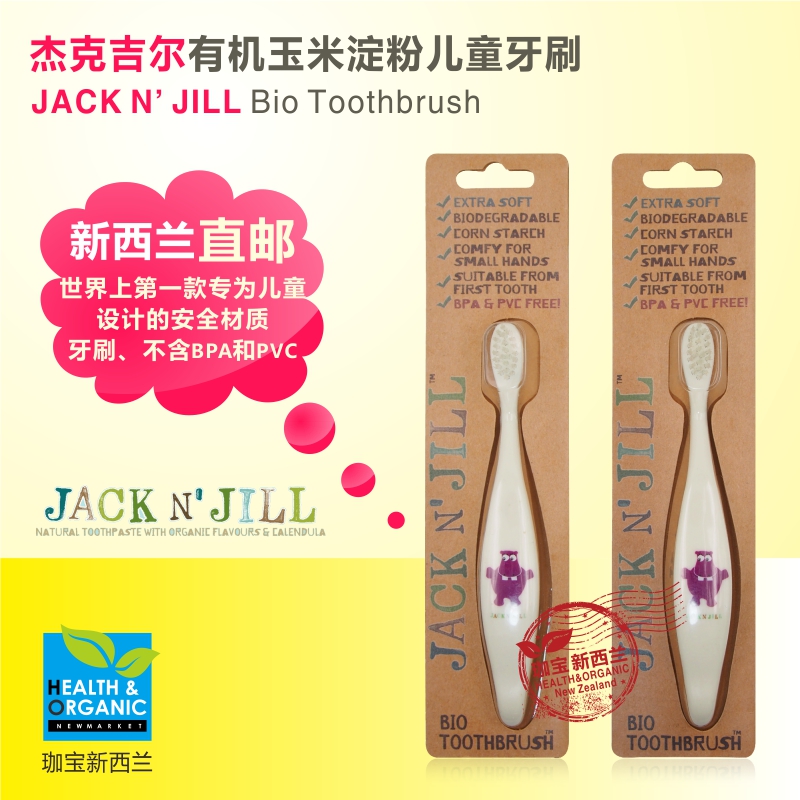 杰克吉尔有机玉米淀粉儿童牙刷
JACK N' JILL Bio Toothbrush
新西兰直邮
世界上第一款专为儿童
设计的安全材质
牙刷、不含BPA和PVC
JACK N' JILL
NATURAL TOOTHPASTE WITH ORGANIC FLAVOURS & CALENDULA
HEALTH &
ORGANIC
NEWMARKET
珈宝新西兰
EXTRA SOFT
BIODEGRADABLE
CORN STARCH
COMFY FOR
SMALL HANDS
SUITABLE FROM
FIRST TOOTH
BPA & PVC FREE!
JACK N' JILL™
JACK N' JILL
BIO
TOOTHBRUSH™
EXTRA SOFT
BIODEGRADABLE
CORN STARCH
COMFY FOR
SMALL HANDS
SUITABLE FROM
FIRST TOOTH
BPA & PVC FREE!
JACK N' JILL™
JACK N' JILL
BIO
TOOTHBRUSH™
珈宝新西兰
HEALTH&ORGANIC
New Zealand